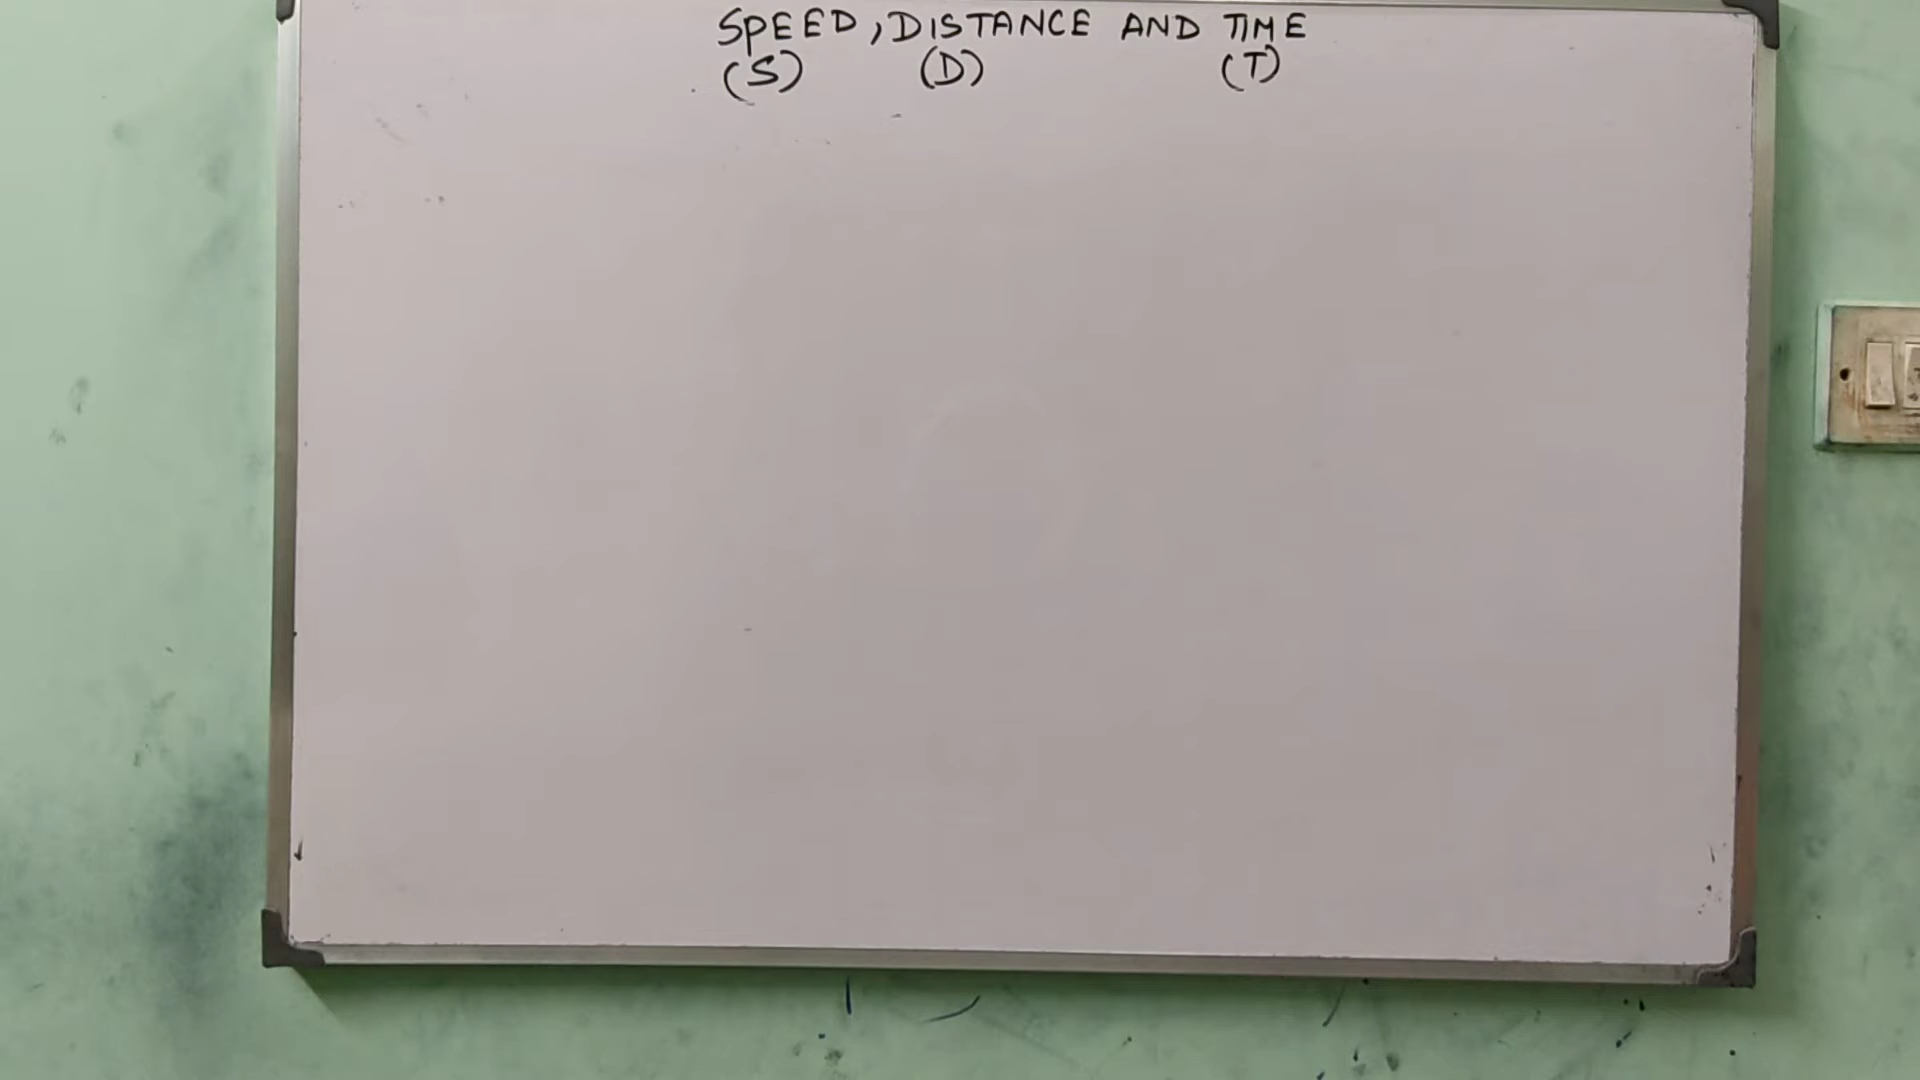 SPEED, DISTANCE AND TIME
(S) (D) (T)